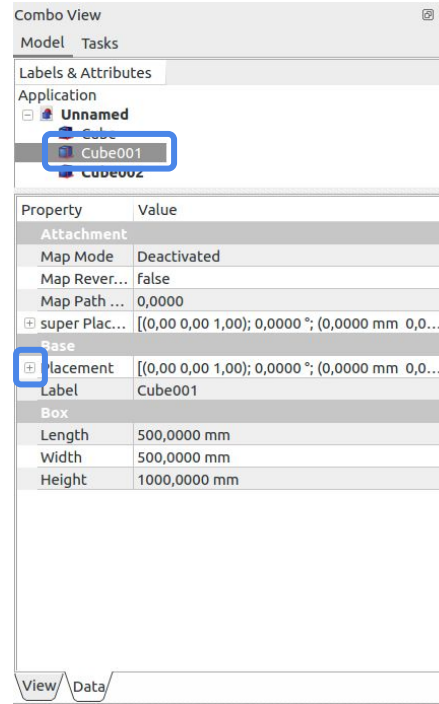 Combo View
Model Tasks
Labels & Attributes
Application
Unnamed
Cube
Cube001
Cube002
Property Value
Attachment
Map Mode Deactivated
Map Rever... false
Map Path ... 0,0000
super Plac... [(0,00 0,00 1,00); 0,0000 °; (0,0000 mm 0,0...
Base
Placement [(0,00 0,00 1,00); 0,0000 °; (0,0000 mm 0,0...
Label Cube001
Box
Length 500,0000 mm
Width 500,0000 mm
Height 1000,0000 mm
View Data